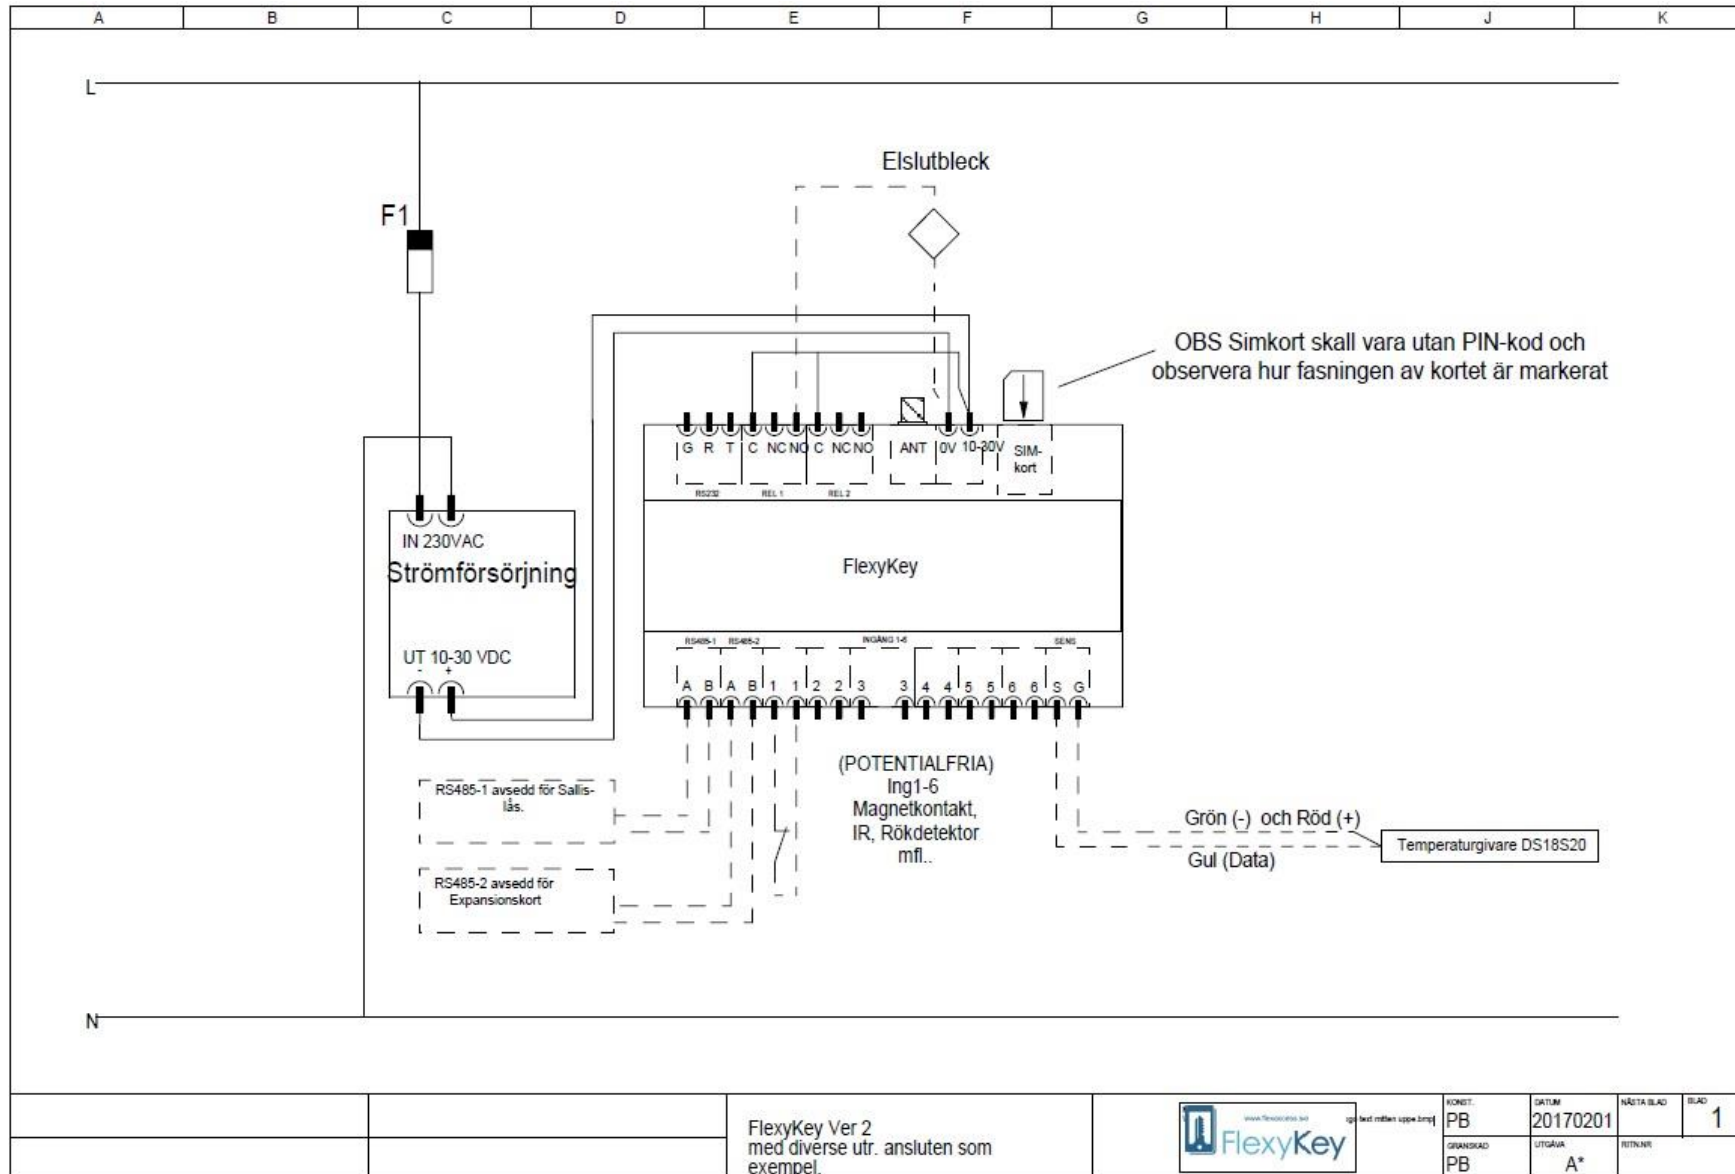 A B C D E F G H J K
L
Elslutbleck
F1
OBS Simkort skall vara utan PIN-kod och
observera hur fasningen av kortet är markerat
G R T C NC NO C NC NO ANT 0V 10-30V SIM-
kort
RS232 REL 1 REL 2
IN 230VAC
Strömförsörjning
FlexyKey
UT 10-30 VDC
- +
RS485-1 RS485-2 INGÅNG 1-6 SENS
A B A B 1 1 2 2 3 3 4 4 5 5 6 6 S G
(POTENTIALFRIA)
Ing1-6
Magnetkontakt,
IR, Rökdetektor
mfl..
RS485-1 avsedd för Sallis-
lås.
RS485-2 avsedd för
Expansionskort
Grön (-) och Röd (+)
Gul (Data)
Temperaturgivare DS18S20
N
FlexyKey Ver 2
med diverse utr. ansluten som
exempel.
FlexyKey
KONST.
PB
DATUM
20170201
NÄSTA BLAD
BLAD
1
GRANSKAD
PB
UTGÅVA
A*
RITN.NR